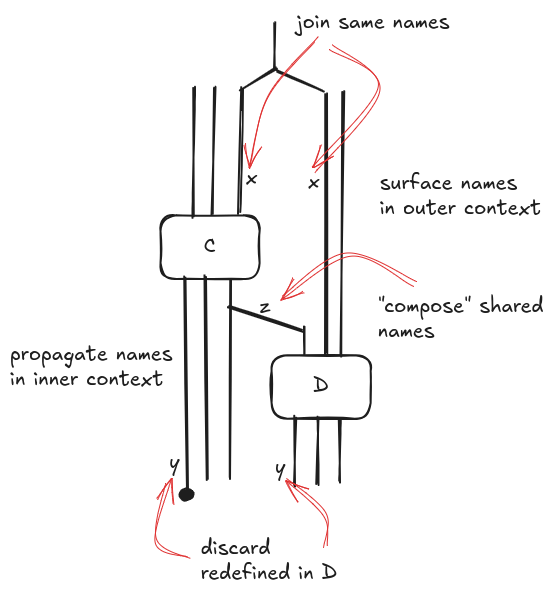 join same names
x
x
surface names
in outer context
C
z
"compose" shared
names
propagate names
in inner context
D
y
y
discard
redefined in D